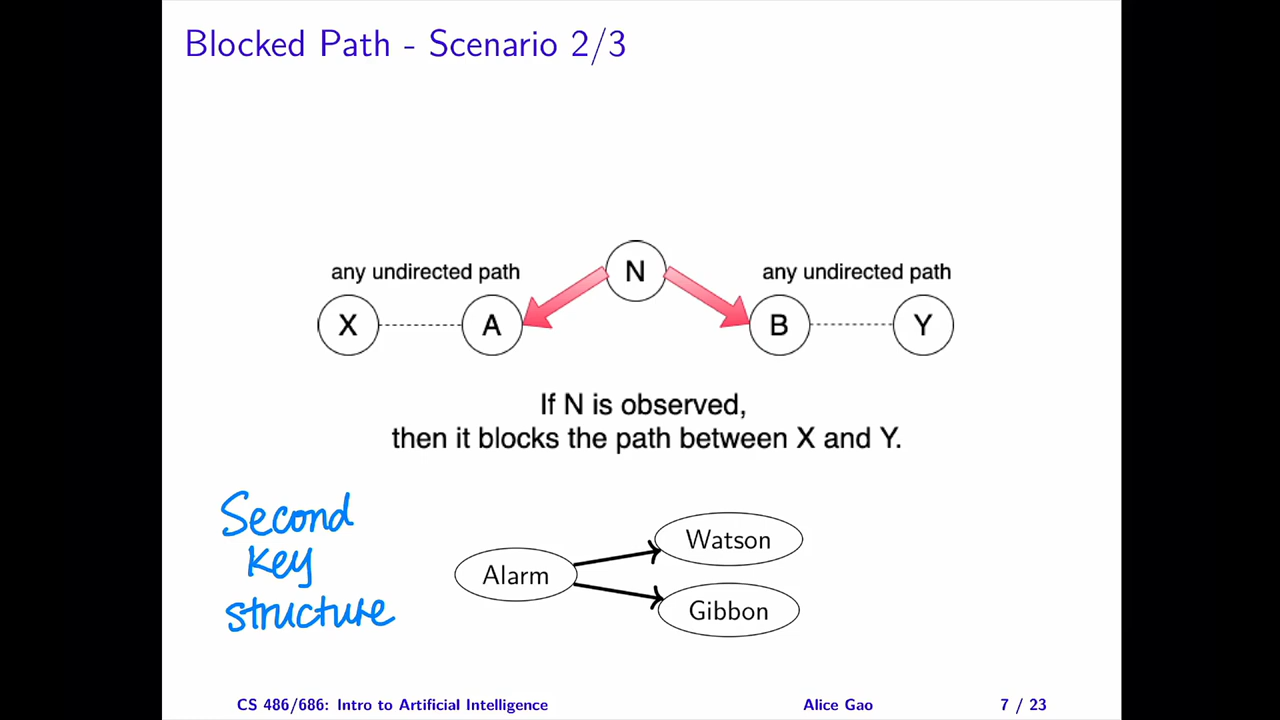 Blocked Path - Scenario 2/3
any undirected path
N
any undirected path
X
A
B
Y
If N is observed,
then it blocks the path between X and Y.
Second
key
structure
Alarm
Watson
Gibbon
CS 486/686: Intro to Artificial Intelligence
Alice Gao
7 / 23